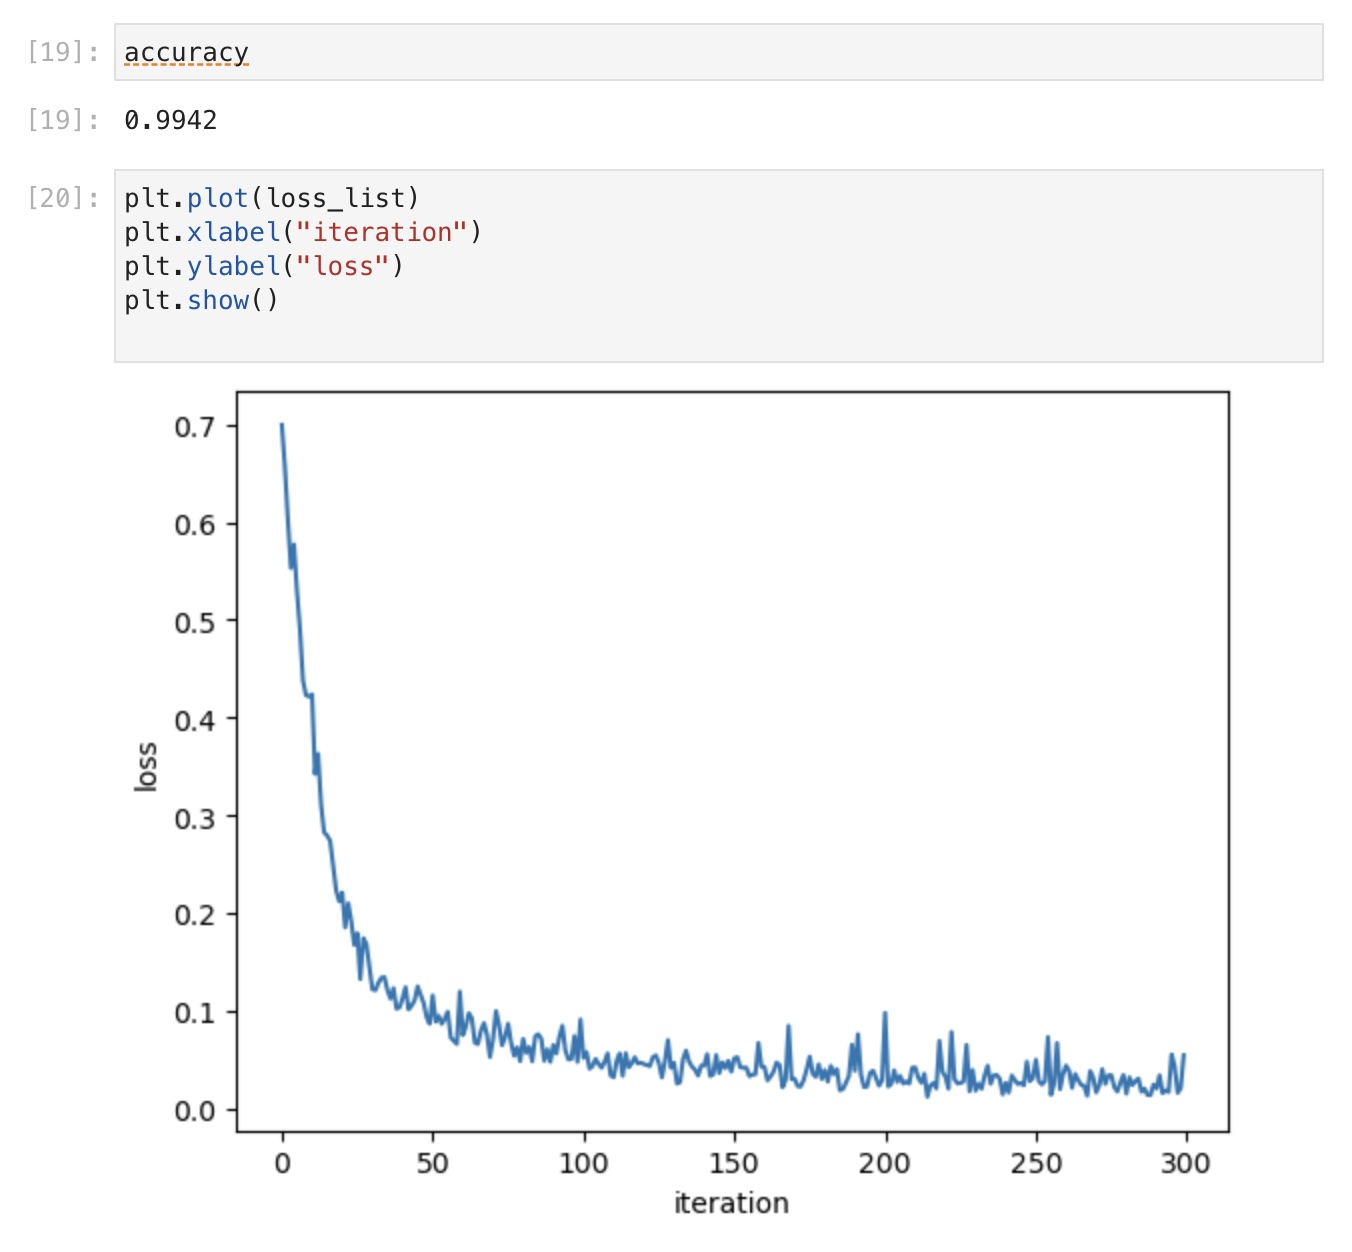 [19]: accuracy
[19]: 0.9942
[20]: plt.plot(loss_list)
plt.xlabel("iteration")
plt.ylabel("loss")
plt.show()
0.7
0.6
0.5
0.4
0.3
0.2
0.1
0.0
loss
0 50 100 150 200 250 300
iteration